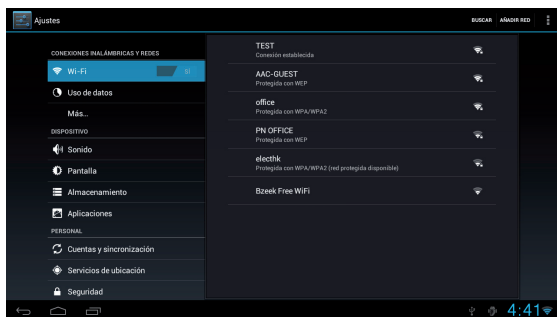 Ajustes
BUSCAR AÑADIR RED
CONEXIONES INALÁMBRICAS Y REDES
Wi-Fi
SÍ
Uso de datos
Más...
DISPOSITIVO
Sonido
Pantalla
Almacenamiento
Aplicaciones
PERSONAL
Cuentas y sincronización
Servicios de ubicación
Seguridad
TEST
Conexión establecida
AAC-GUEST
Protegida con WEP
office
Protegida con WPA/WPA2
PN OFFICE
Protegida con WEP
electhk
Protegida con WPA/WPA2 (red protegida disponible)
Bzeek Free WiFi
4:41